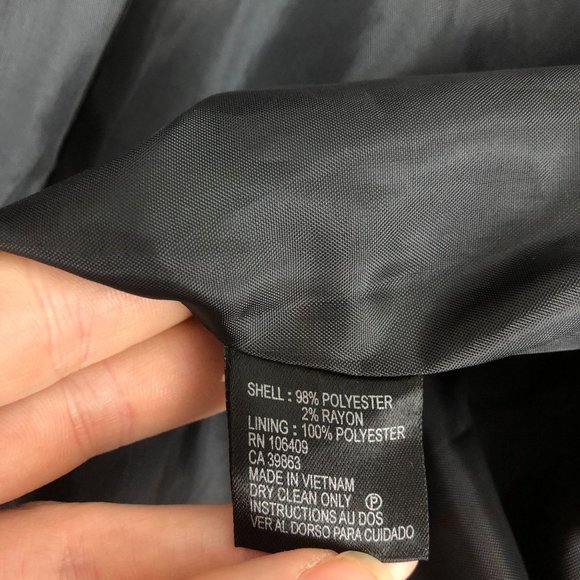 SHELL : 98% POLYESTER
2% RAYON
LINING : 100% POLYESTER
RN 106409
CA 39863
MADE IN VIETNAM
DRY CLEAN ONLY Ⓟ
INSTRUCTIONS AU DOS
VER AL DORSO PARA CUIDADO